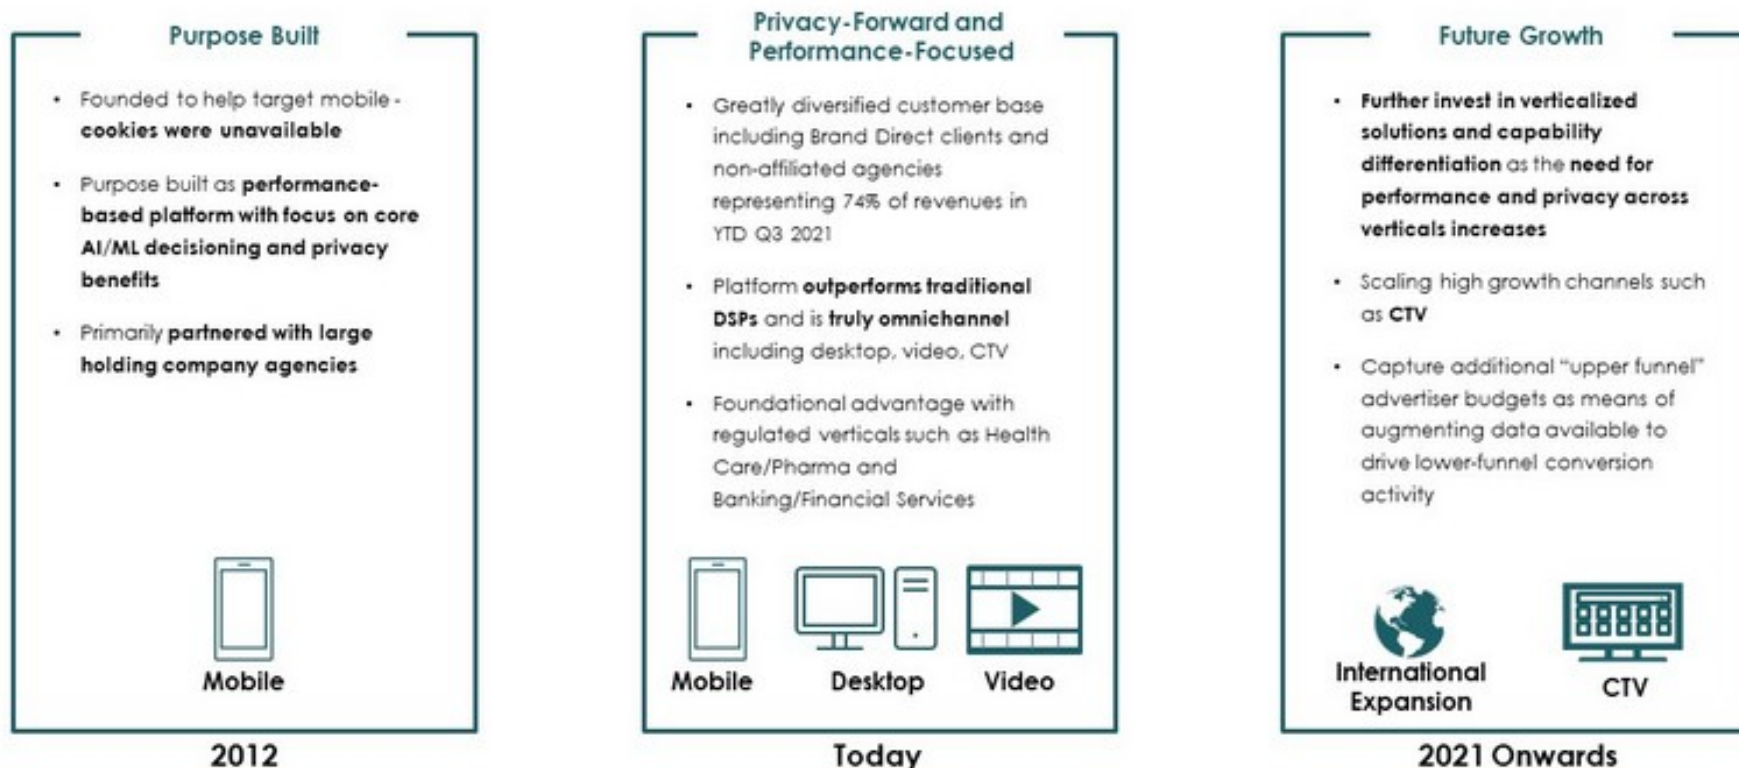 Purpose Built
• Founded to help target mobile -
cookies were unavailable
• Purpose built as performance-
based platform with focus on core
AI/ML decisioning and privacy
benefits
• Primarily partnered with large
holding company agencies
Mobile
2012
Privacy-Forward and
Performance-Focused
• Greatly diversified customer base
including Brand Direct clients and
non-affiliated agencies
representing 74% of revenues in
YTD Q3 2021
• Platform outperforms traditional
DSPs and is truly omnichannel
including desktop, video, CTV
• Foundational advantage with
regulated verticals such as Health
Care/Pharma and
Banking/Financial Services
Mobile
Desktop
Video
Today
Future Growth
• Further invest in verticalized
solutions and capability
differentiation as the need for
performance and privacy across
verticals increases
• Scaling high growth channels such
as CTV
• Capture additional “upper funnel”
advertiser budgets as means of
augmenting data available to
drive lower-funnel conversion
activity
International
Expansion
CTV
2021 Onwards